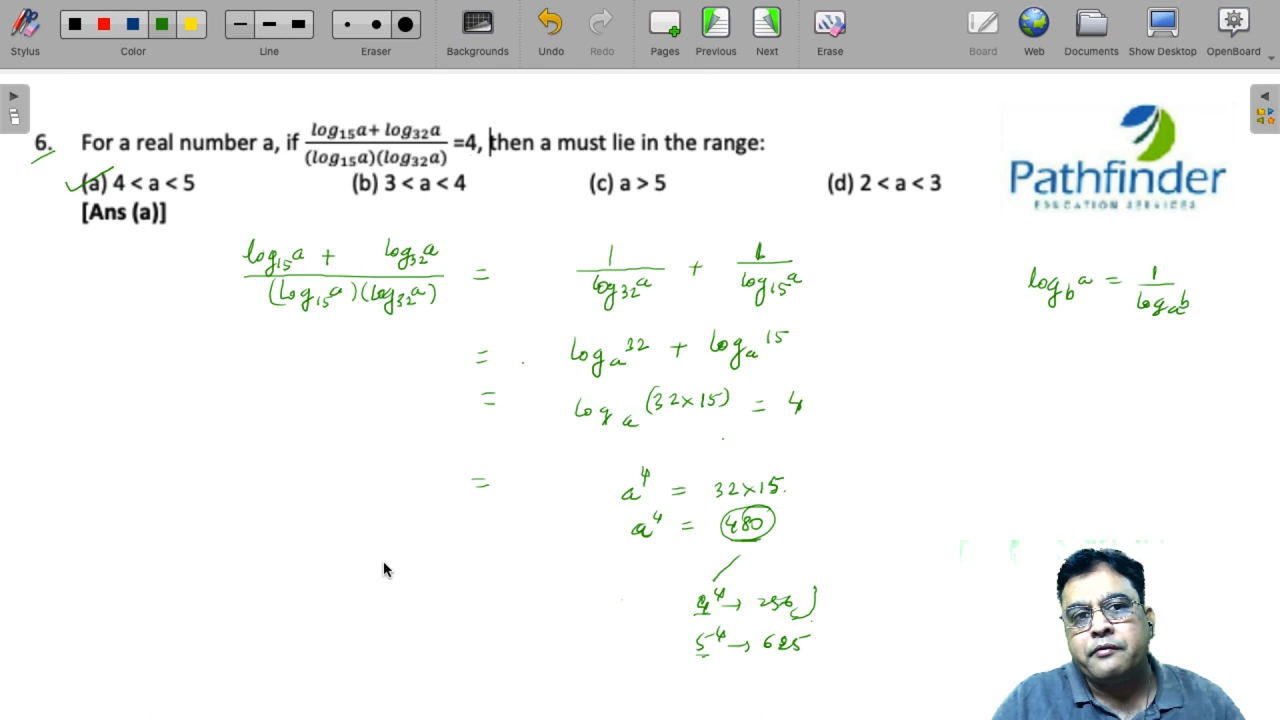 Stylus Color Line Eraser Backgrounds Undo Redo Pages Previous Next Erase Board Web Documents Show Desktop OpenBoard
6. For a real number a, if (log₁₅a + log₃₂a)/((log₁₅a)(log₃₂a)) =4, then a must lie in the range:
(a) 4 < a < 5 (b) 3 < a < 4 (c) a > 5 (d) 2 < a < 3
[Ans (a)]
Pathfinder
EDUCATION SERVICES
(log₁₅a + log₃₂a)/((log₁₅a)(log₃₂a)) = 1/(log₃₂a) + 1/(log₁₅a)
log_b a = 1/(log_a b)
= log_a 32 + log_a 15
= log_a (32×15) = 4
= a⁴ = 32×15.
a⁴ = 480
4⁴ → 256
5⁴ → 625